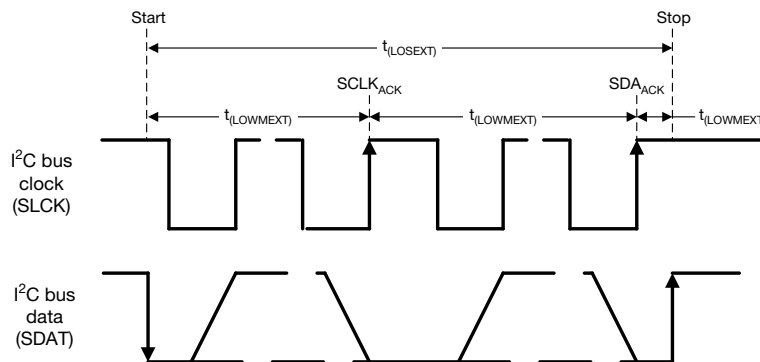 Start
Stop
t(LOSEXT)
SCLKACK
SDAACK
t(LOWMEXT)
t(LOWMEXT)
t(LOWMEXT)
I2C bus
clock
(SLCK)
I2C bus
data
(SDAT)